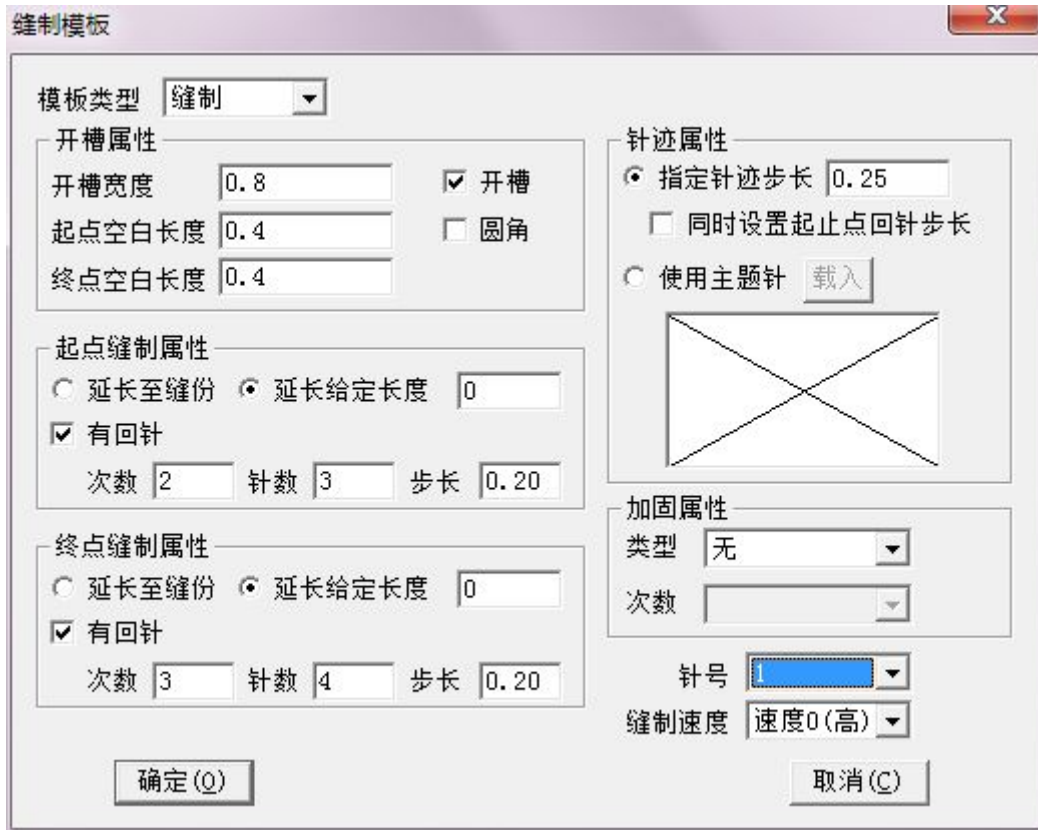 缝制模板
模板类型 缝制
开槽属性
开槽宽度 0.8 开槽
起点空白长度 0.4 圆角
终点空白长度 0.4
起点缝制属性
延长至缝份 延长给定长度 0
有回针
次数 2 针数 3 步长 0.20
终点缝制属性
延长至缝份 延长给定长度 0
有回针
次数 3 针数 4 步长 0.20
针迹属性
指定针迹步长 0.25
同时设置起止点回针步长
使用主题针 载入
加固属性
类型 无
次数
针号 1
缝制速度 速度0(高)
确定(O) 取消(C)